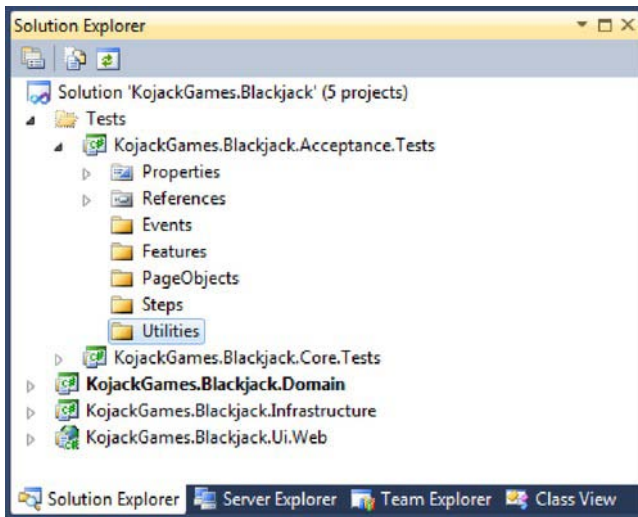 Solution Explorer
Solution 'KojackGames.Blackjack' (5 projects)
Tests
KojackGames.Blackjack.Acceptance.Tests
Properties
References
Events
Features
PageObjects
Steps
Utilities
KojackGames.Blackjack.Core.Tests
KojackGames.Blackjack.Domain
KojackGames.Blackjack.Infrastructure
KojackGames.Blackjack.Ui.Web
Solution Explorer Server Explorer Team Explorer Class View